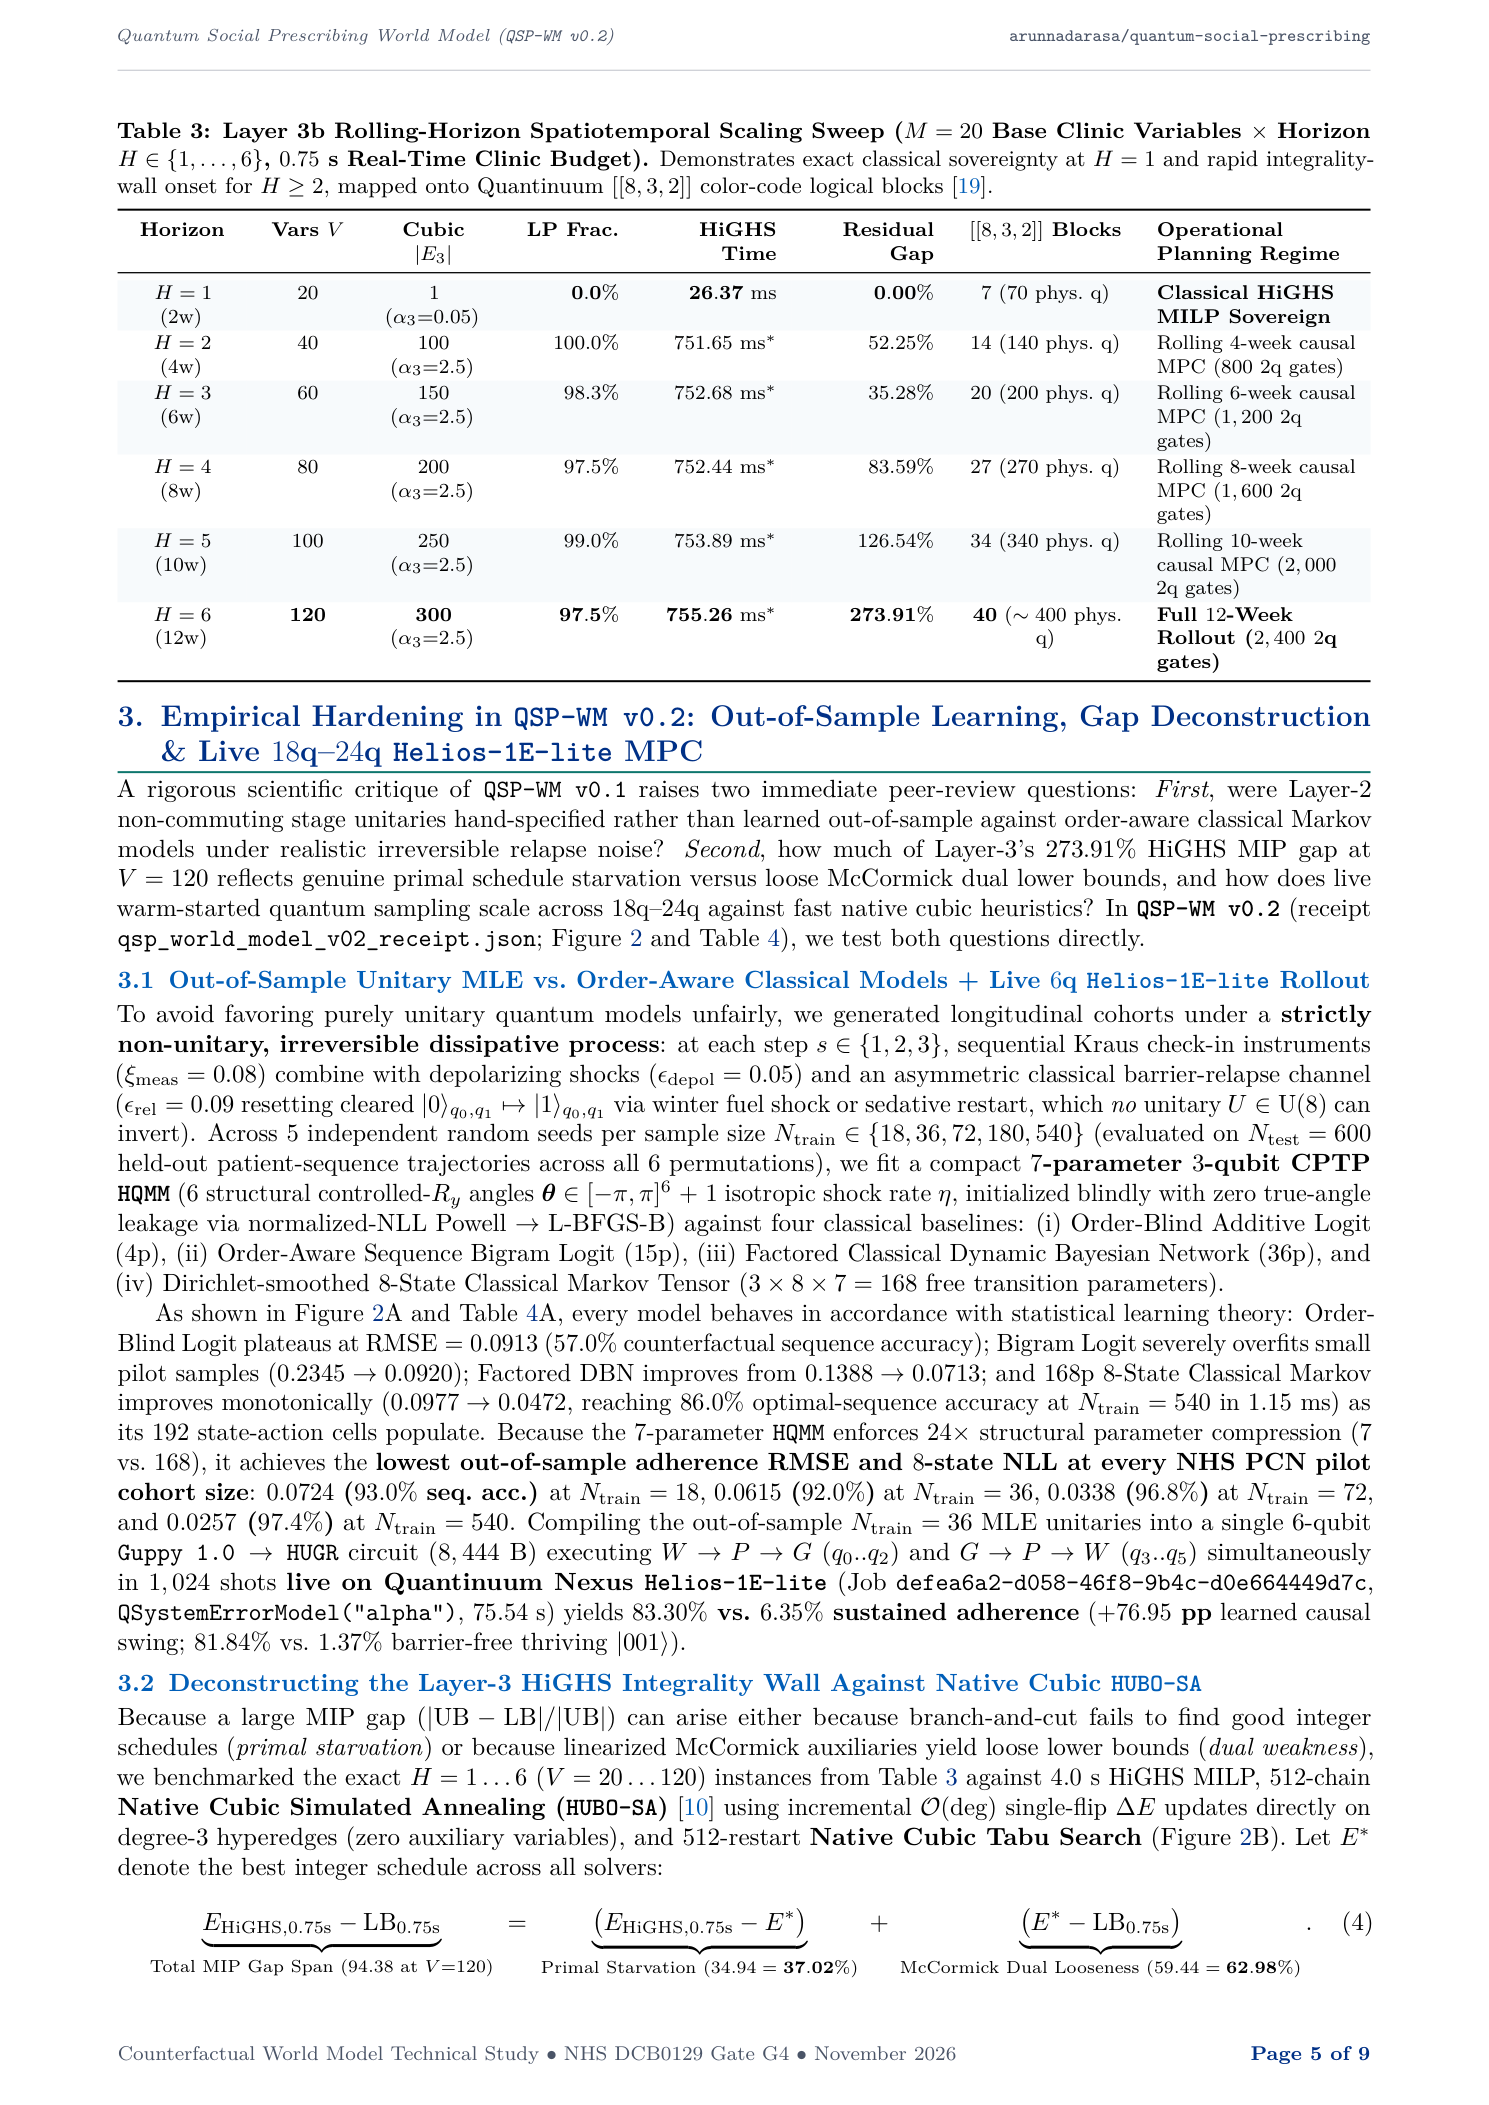 Quantum Social Prescribing World Model (QSP-WM v0.2)
arunnadarasa/quantum-social-prescribing
Table 3: Layer 3b Rolling-Horizon Spatiotemporal Scaling Sweep (M = 20 Base Clinic Variables × Horizon
H ∈ {1, . . . , 6}, 0.75 s Real-Time Clinic Budget). Demonstrates exact classical sovereignty at H = 1 and rapid integrality-
wall onset for H ≥ 2, mapped onto Quantinuum [[8, 3, 2]] color-code logical blocks [19].
Horizon Vars V Cubic LP Frac. HiGHS Residual [[8, 3, 2]] Blocks Operational
|E₃| Time Gap Planning Regime
H = 1 20 1 0.0% 26.37 ms 0.00% 7 (70 phys. q) Classical HiGHS
(2w) (α₃=0.05) MILP Sovereign
H = 2 40 100 100.0% 751.65 ms* 52.25% 14 (140 phys. q) Rolling 4-week causal
(4w) (α₃=2.5) MPC (800 2q gates)
H = 3 60 150 98.3% 752.68 ms* 35.28% 20 (200 phys. q) Rolling 6-week causal
(6w) (α₃=2.5) MPC (1, 200 2q
gates)
H = 4 80 200 97.5% 752.44 ms* 83.59% 27 (270 phys. q) Rolling 8-week causal
(8w) (α₃=2.5) MPC (1, 600 2q
gates)
H = 5 100 250 99.0% 753.89 ms* 126.54% 34 (340 phys. q) Rolling 10-week
(10w) (α₃=2.5) causal MPC (2, 000
2q gates)
H = 6 120 300 97.5% 755.26 ms* 273.91% 40 (∼ 400 phys. Full 12-Week
(12w) (α₃=2.5) q) Rollout (2, 400 2q
gates)
3. Empirical Hardening in QSP-WM v0.2: Out-of-Sample Learning, Gap Deconstruction
& Live 18q–24q Helios-1E-lite MPC
A rigorous scientific critique of QSP-WM v0.1 raises two immediate peer-review questions: First, were Layer-2
non-commuting stage unitaries hand-specified rather than learned out-of-sample against order-aware classical Markov
models under realistic irreversible relapse noise? Second, how much of Layer-3's 273.91% HiGHS MIP gap at
V = 120 reflects genuine primal schedule starvation versus loose McCormick dual lower bounds, and how does live
warm-started quantum sampling scale across 18q–24q against fast native cubic heuristics? In QSP-WM v0.2 (receipt
qsp_world_model_v02_receipt.json; Figure 2 and Table 4), we test both questions directly.
3.1 Out-of-Sample Unitary MLE vs. Order-Aware Classical Models + Live 6q Helios-1E-lite Rollout
To avoid favoring purely unitary quantum models unfairly, we generated longitudinal cohorts under a strictly
non-unitary, irreversible dissipative process: at each step s ∈ {1, 2, 3}, sequential Kraus check-in instruments
(ξ_meas = 0.08) combine with depolarizing shocks (ϵ_depol = 0.05) and an asymmetric classical barrier-relapse channel
(ϵ_rel = 0.09 resetting cleared |0⟩_q₀,q₁ ↦ |1⟩_q₀,q₁ via winter fuel shock or sedative restart, which no unitary U ∈ U(8) can
invert). Across 5 independent random seeds per sample size N_train ∈ {18, 36, 72, 180, 540} (evaluated on N_test = 600
held-out patient-sequence trajectories across all 6 permutations), we fit a compact 7-parameter 3-qubit CPTP
HQMM (6 structural controlled-R_y angles θ ∈ [−π, π]⁶ + 1 isotropic shock rate η, initialized blindly with zero true-angle
leakage via normalized-NLL Powell → L-BFGS-B) against four classical baselines: (i) Order-Blind Additive Logit
(4p), (ii) Order-Aware Sequence Bigram Logit (15p), (iii) Factored Classical Dynamic Bayesian Network (36p), and
(iv) Dirichlet-smoothed 8-State Classical Markov Tensor (3 × 8 × 7 = 168 free transition parameters).
As shown in Figure 2A and Table 4A, every model behaves in accordance with statistical learning theory: Order-
Blind Logit plateaus at RMSE = 0.0913 (57.0% counterfactual sequence accuracy); Bigram Logit severely overfits small
pilot samples (0.2345 → 0.0920); Factored DBN improves from 0.1388 → 0.0713; and 168p 8-State Classical Markov
improves monotonically (0.0977 → 0.0472, reaching 86.0% optimal-sequence accuracy at N_train = 540 in 1.15 ms) as
its 192 state-action cells populate. Because the 7-parameter HQMM enforces 24× structural parameter compression (7
vs. 168), it achieves the lowest out-of-sample adherence RMSE and 8-state NLL at every NHS PCN pilot
cohort size: 0.0724 (93.0% seq. acc.) at N_train = 18, 0.0615 (92.0%) at N_train = 36, 0.0338 (96.8%) at N_train = 72,
and 0.0257 (97.4%) at N_train = 540. Compiling the out-of-sample N_train = 36 MLE unitaries into a single 6-qubit
Guppy 1.0 → HUGR circuit (8, 444 B) executing W → P → G (q₀..q₂) and G → P → W (q₃..q₅) simultaneously
in 1, 024 shots live on Quantinuum Nexus Helios-1E-lite (Job defea6a2-d058-46f8-9b4c-d0e664449d7c,
QSystemErrorModel("alpha"), 75.54 s) yields 83.30% vs. 6.35% sustained adherence (+76.95 pp learned causal
swing; 81.84% vs. 1.37% barrier-free thriving |001⟩).
3.2 Deconstructing the Layer-3 HiGHS Integrality Wall Against Native Cubic HUBO-SA
Because a large MIP gap (|UB − LB|/|UB|) can arise either because branch-and-cut fails to find good integer
schedules (primal starvation) or because linearized McCormick auxiliaries yield loose lower bounds (dual weakness),
we benchmarked the exact H = 1 . . . 6 (V = 20 . . . 120) instances from Table 3 against 4.0 s HiGHS MILP, 512-chain
Native Cubic Simulated Annealing (HUBO-SA) [10] using incremental O(deg) single-flip ΔE updates directly on
degree-3 hyperedges (zero auxiliary variables), and 512-restart Native Cubic Tabu Search (Figure 2B). Let E*
denote the best integer schedule across all solvers:
E_HiGHS,0.75s − LB_0.75s = (E_HiGHS,0.75s − E*) + (E* − LB_0.75s) . (4)
Total MIP Gap Span (94.38 at V=120) Primal Starvation (34.94 = 37.02%) McCormick Dual Looseness (59.44 = 62.98%)
Counterfactual World Model Technical Study • NHS DCB0129 Gate G4 • November 2026
Page 5 of 9